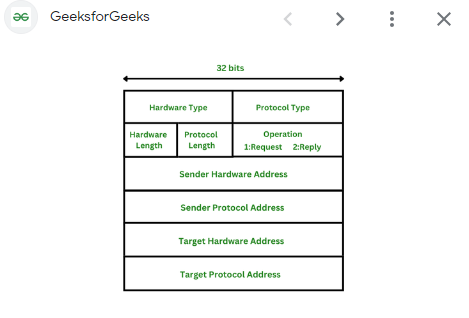 GeeksforGeeks
32 bits
Hardware Type
Protocol Type
Hardware
Length
Protocol
Length
Operation
1:Request 2:Reply
Sender Hardware Address
Sender Protocol Address
Target Hardware Address
Target Protocol Address